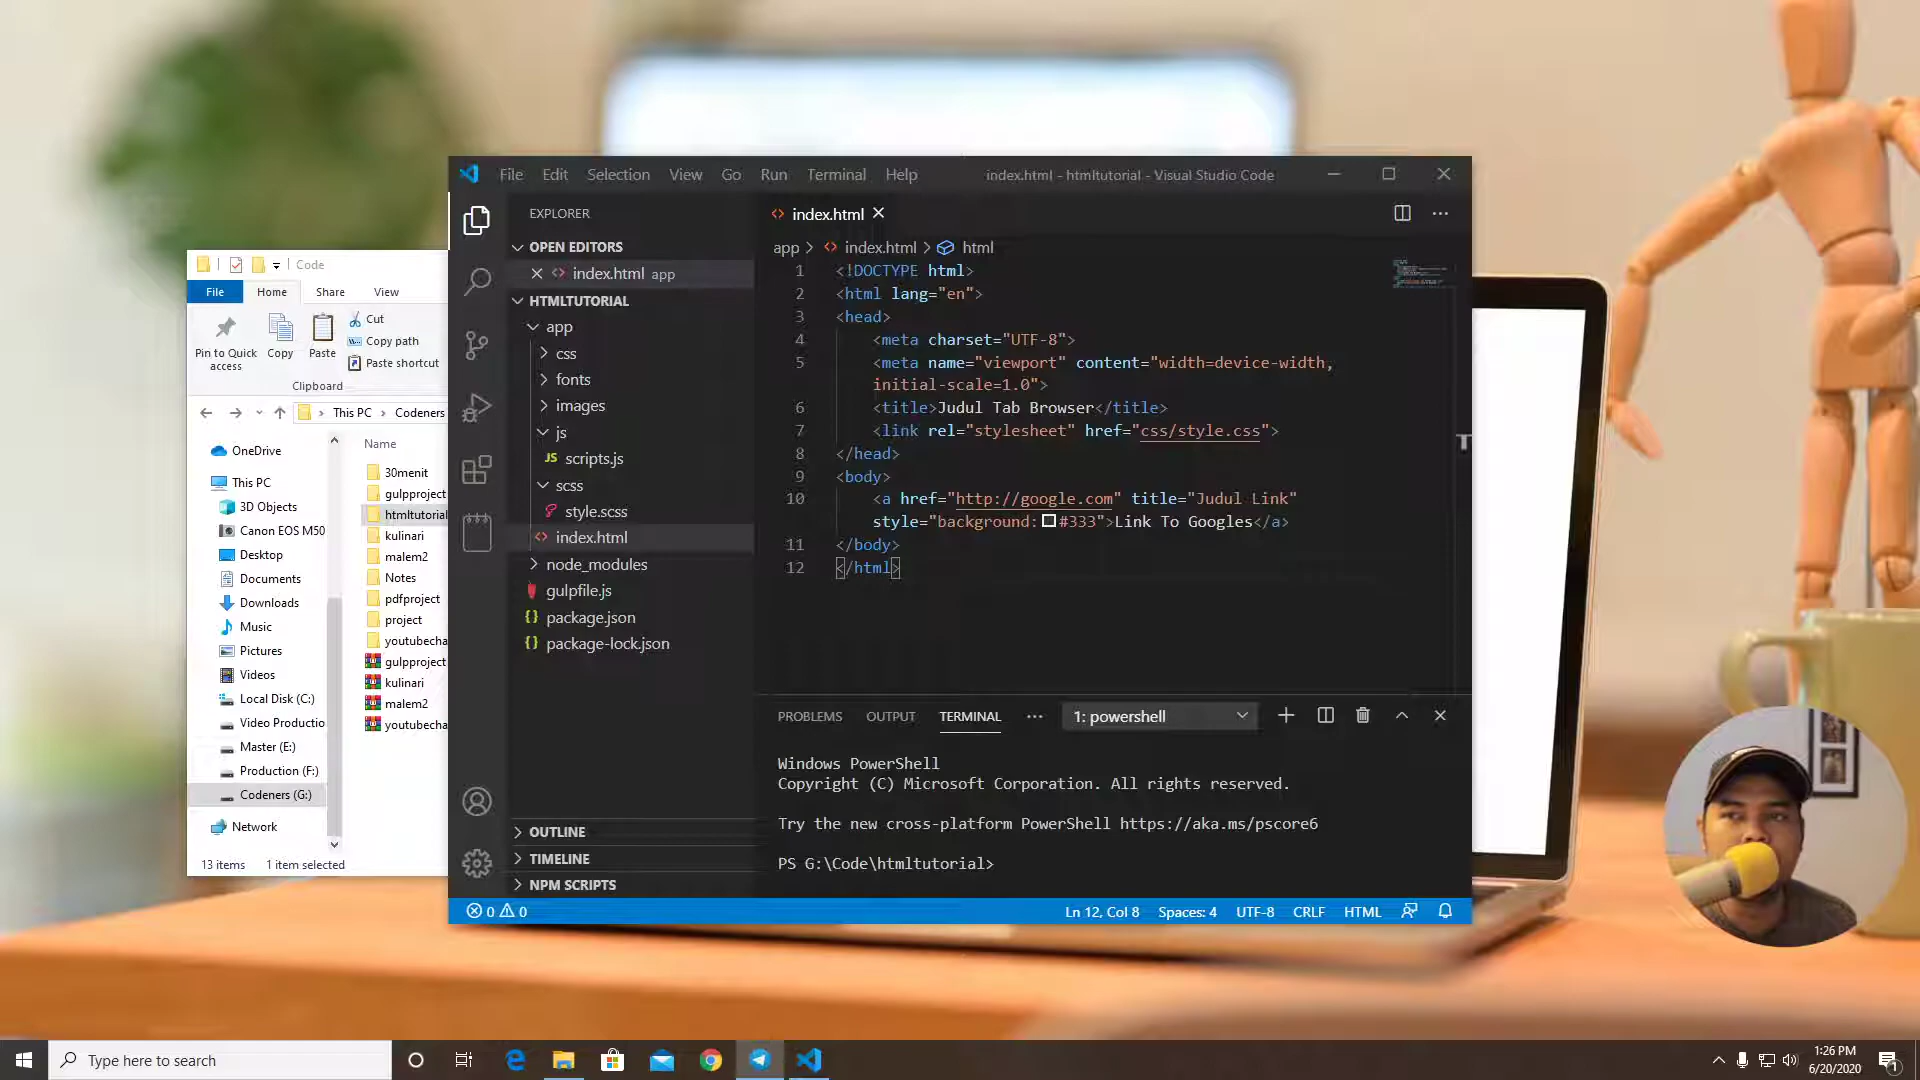 Code
File
Home
Share
View
Pin to Quick access
Copy
Paste
Cut
Copy path
Paste shortcut
Clipboard
This PC > Codeners
OneDrive
This PC
3D Objects
Canon EOS M50
Desktop
Documents
Downloads
Music
Pictures
Videos
Local Disk (C:)
Video Productio
Master (E:)
Production (F:)
Codeners (G:)
Network
Name
30menit
gulpproject
htmltutorial
kulinari
malem2
Notes
pdfproject
project
youtubecha
gulpproject
kulinari
malem2
youtubecha
13 items
1 item selected
File Edit Selection View Go Run Terminal Help
index.html - htmltutorial - Visual Studio Code
EXPLORER
OPEN EDITORS
index.html app
HTMLTUTORIAL
app
css
fonts
images
js
JS scripts.js
scss
style.scss
index.html
node_modules
gulpfile.js
{} package.json
{} package-lock.json
OUTLINE
TIMELINE
NPM SCRIPTS
index.html
app > index.html > html
1 <!DOCTYPE html>
2 <html lang="en">
3 <head>
4 <meta charset="UTF-8">
5 <meta name="viewport" content="width=device-width,
initial-scale=1.0">
6 <title>Judul Tab Browser</title>
7 <link rel="stylesheet" href="css/style.css">
8 </head>
9 <body>
10 <a href="http://google.com" title="Judul Link"
style="background:#333">Link To Googles</a>
11 </body>
12 </html>
T
PROBLEMS OUTPUT TERMINAL ... 1: powershell
Windows PowerShell
Copyright (C) Microsoft Corporation. All rights reserved.
Try the new cross-platform PowerShell https://aka.ms/pscore6
PS G:\Code\htmltutorial>
0 0
Ln 12, Col 8 Spaces: 4 UTF-8 CRLF HTML
Type here to search
1:26 PM
6/20/2020
1